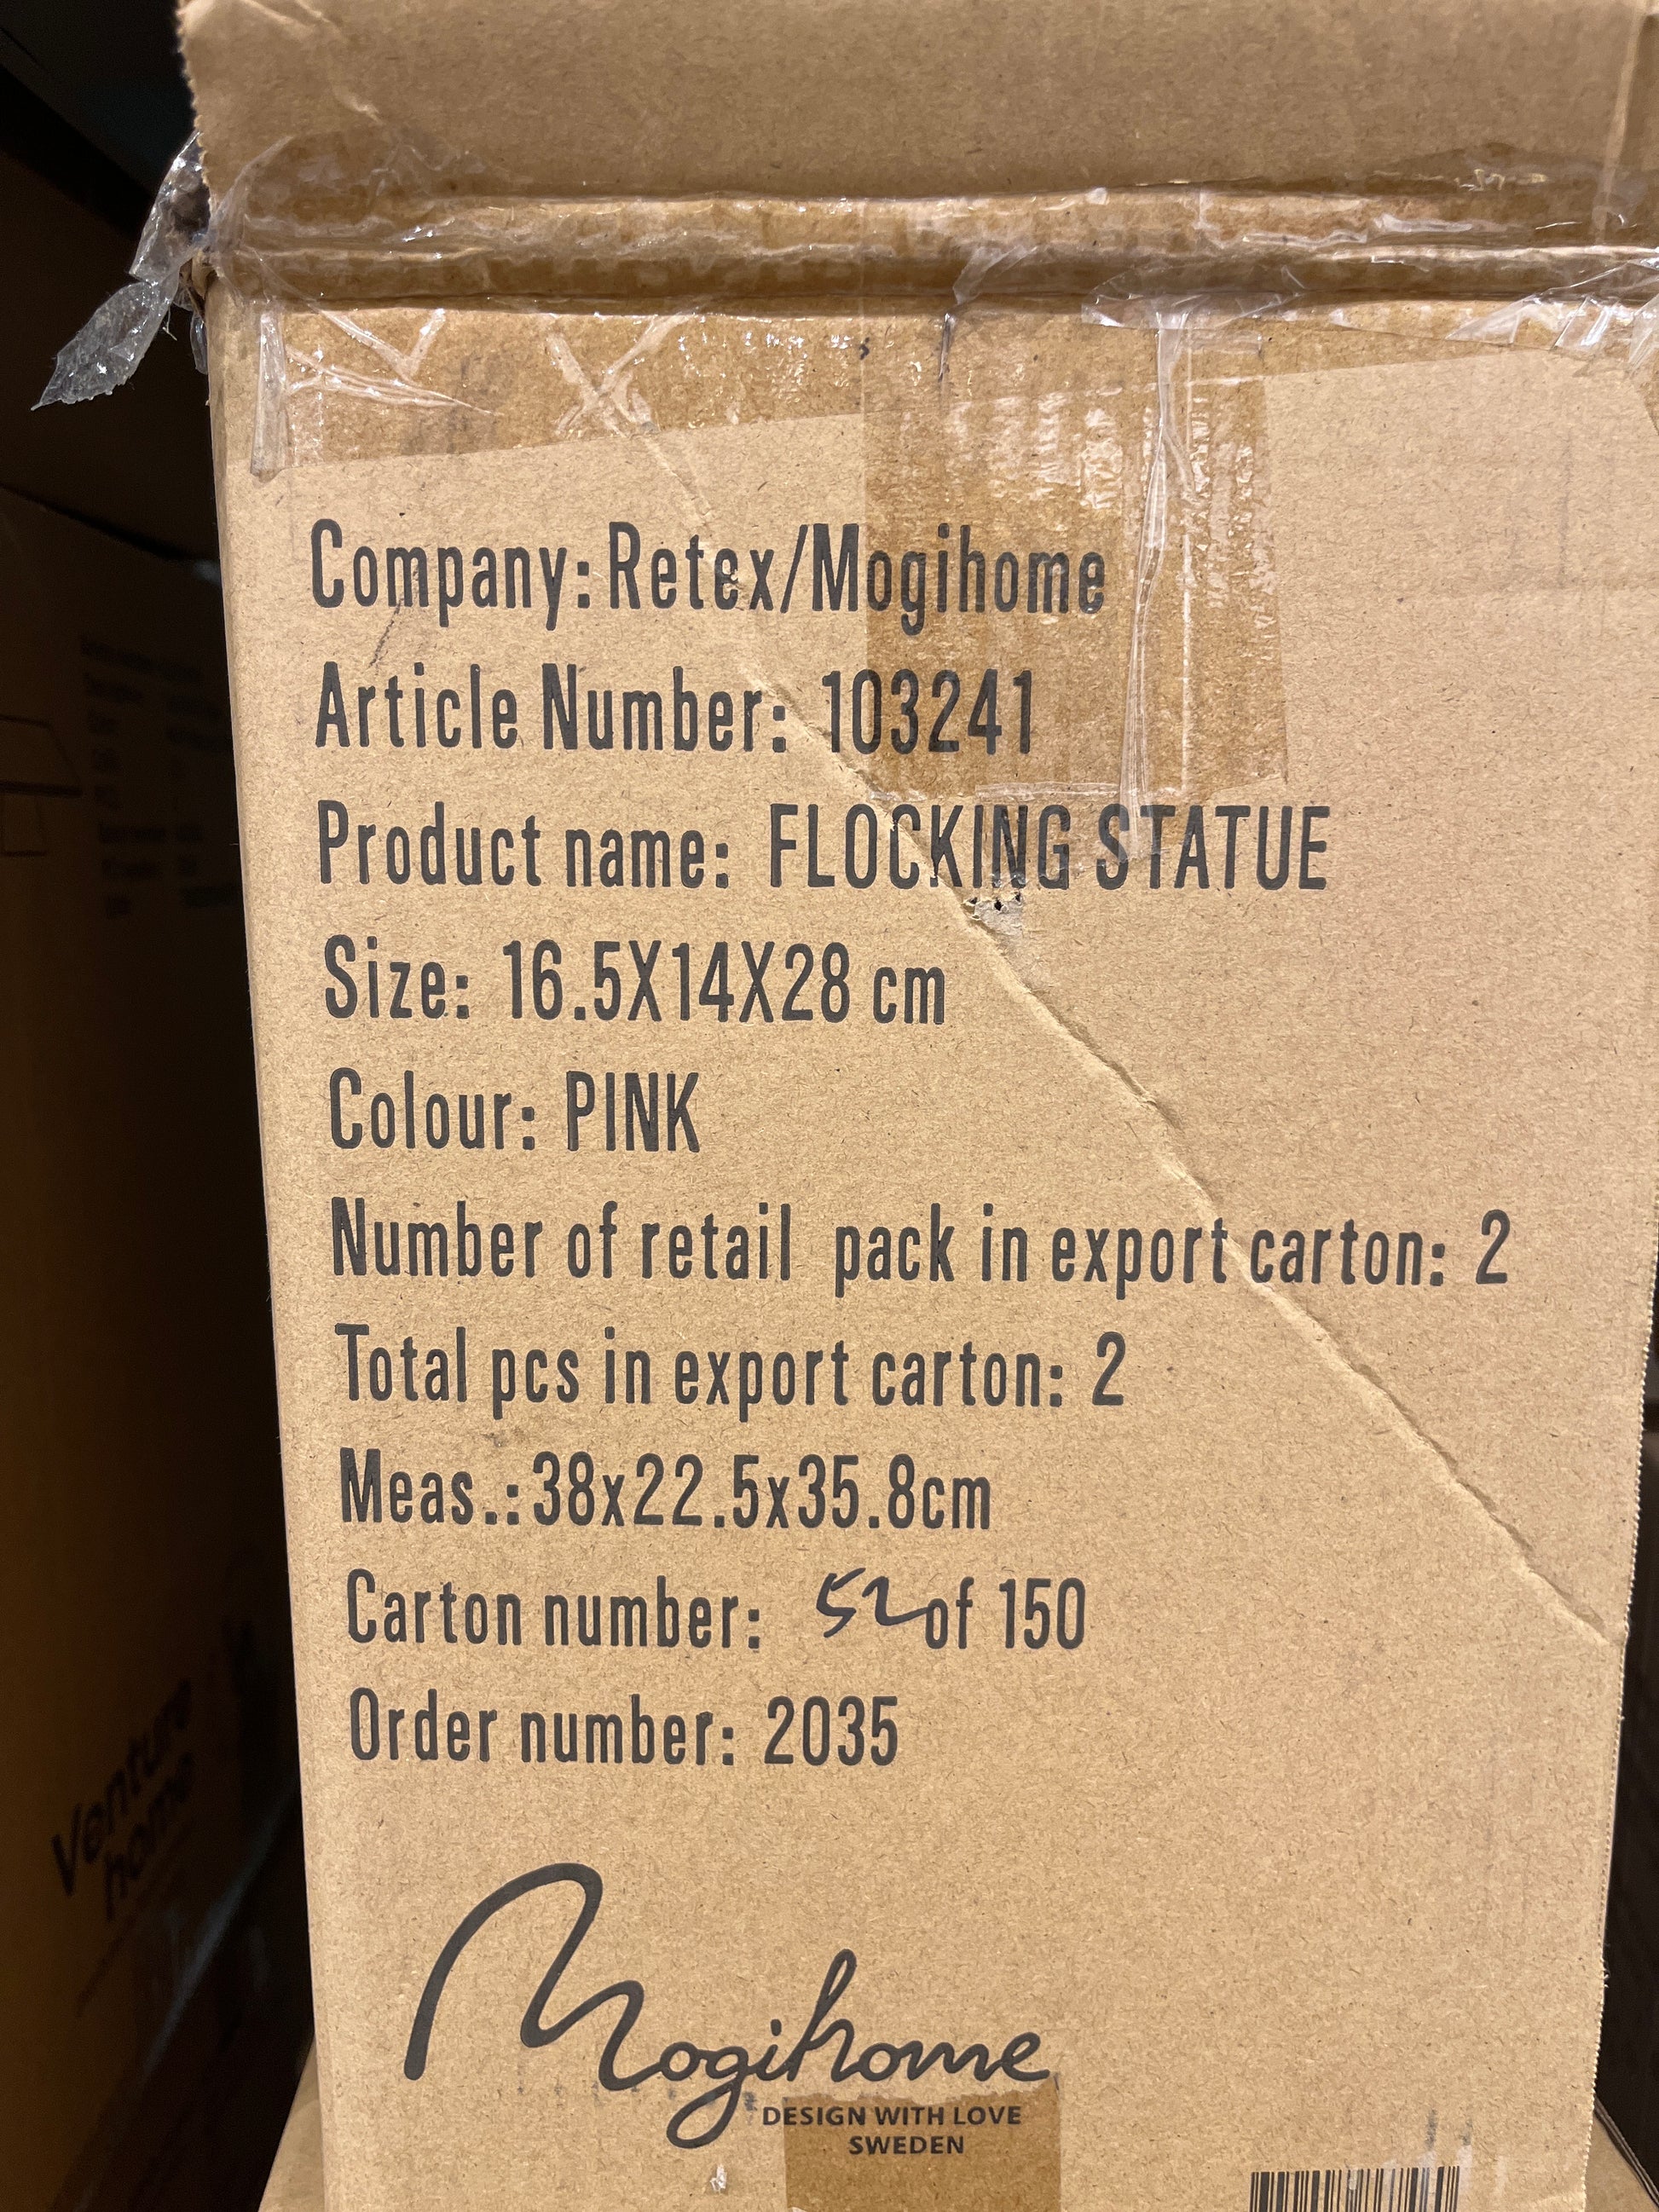 Company: Retex/Mogihome
Article Number: 103241
Product name: FLOCKING STATUE
Size: 16.5X14X28 cm
Colour: PINK
Number of retail pack in export carton: 2
Total pcs in export carton: 2
Meas.:38x22.5x35.8cm
Carton number: 52 of 150
Order number: 2035
Mogihome
DESIGN WITH LOVE
SWEDEN
Venture
home